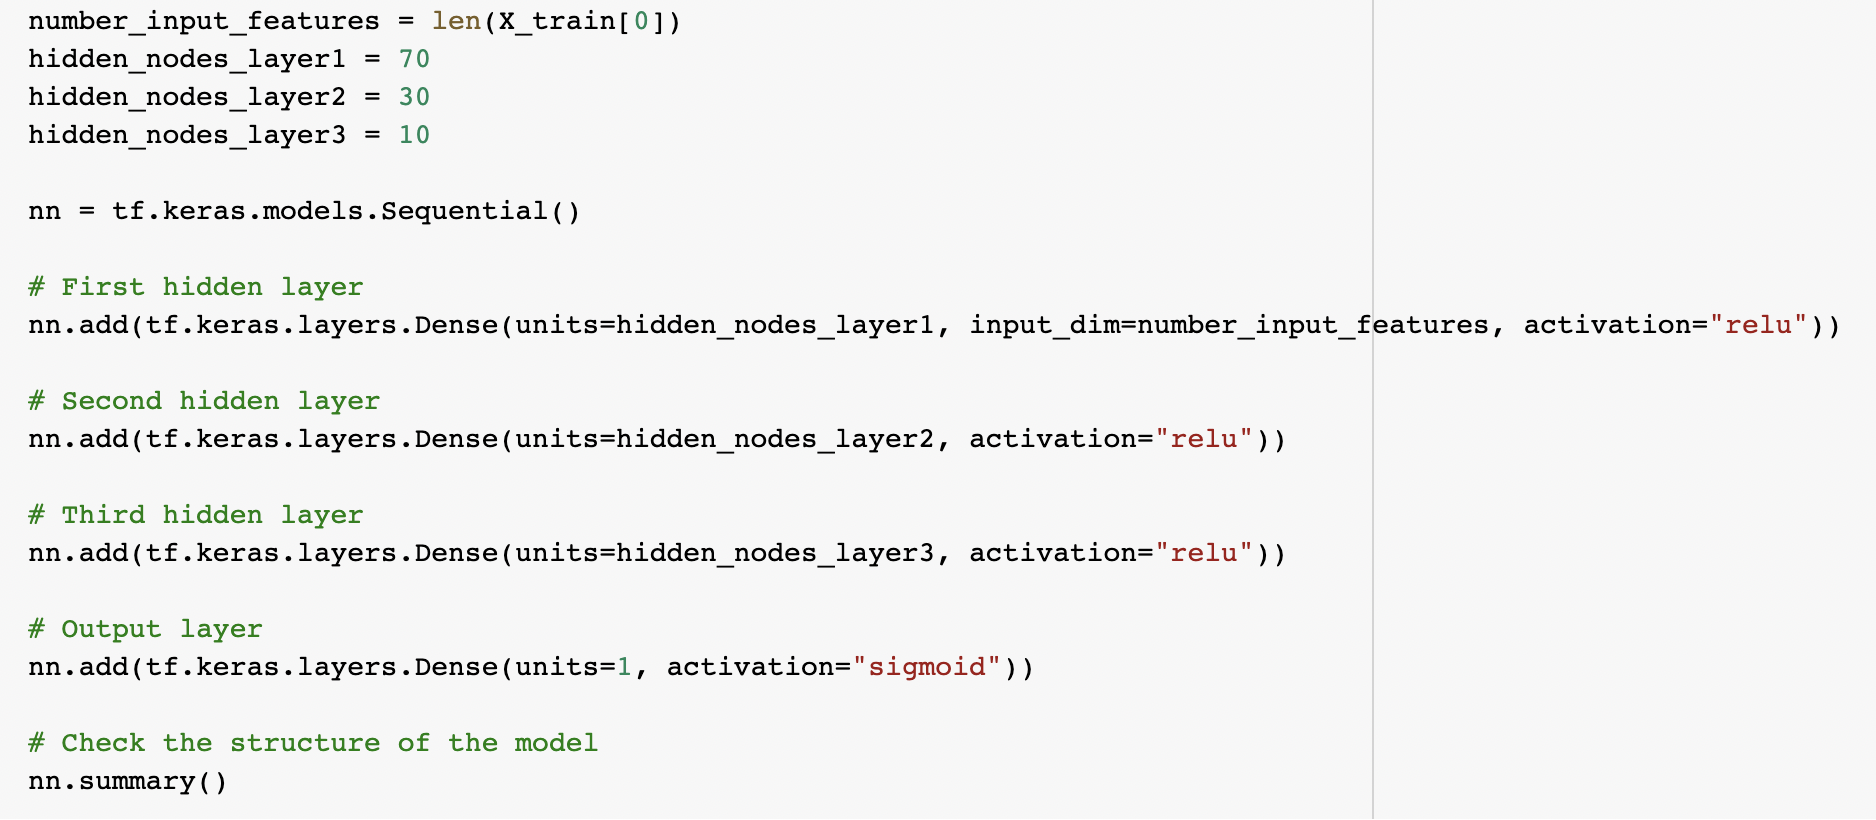 number_input_features = len(X_train[0])
hidden_nodes_layer1 = 70
hidden_nodes_layer2 = 30
hidden_nodes_layer3 = 10
nn = tf.keras.models.Sequential()
# First hidden layer
nn.add(tf.keras.layers.Dense(units=hidden_nodes_layer1, input_dim=number_input_features, activation="relu"))
# Second hidden layer
nn.add(tf.keras.layers.Dense(units=hidden_nodes_layer2, activation="relu"))
# Third hidden layer
nn.add(tf.keras.layers.Dense(units=hidden_nodes_layer3, activation="relu"))
# Output layer
nn.add(tf.keras.layers.Dense(units=1, activation="sigmoid"))
# Check the structure of the model
nn.summary()